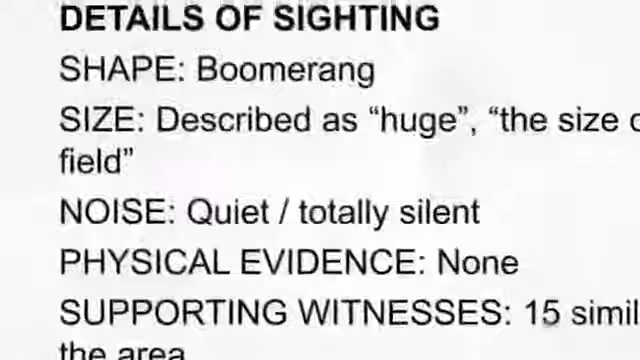 DETAILS OF SIGHTING
SHAPE: Boomerang
SIZE: Described as “huge”, “the size
field”
NOISE: Quiet / totally silent
PHYSICAL EVIDENCE: None
SUPPORTING WITNESSES: 15
the area